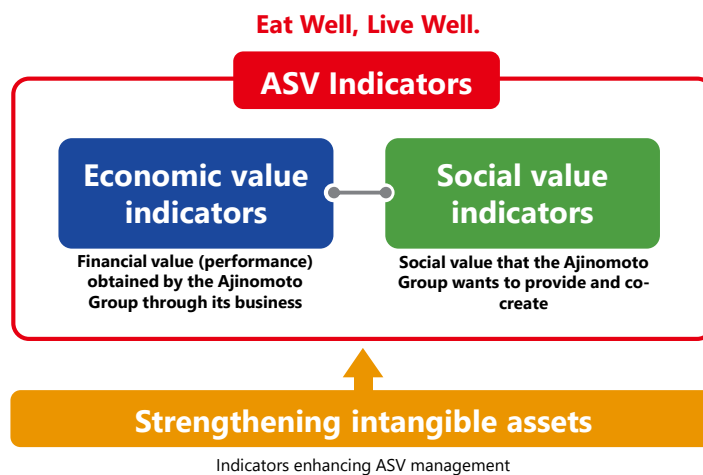 Eat Well, Live Well.
ASV Indicators
Economic value
indicators
Social value
indicators
Financial value (performance)
obtained by the Ajinomoto
Group through its business
Social value that the Ajinomoto
Group wants to provide and co-
create
Strengthening intangible assets
Indicators enhancing ASV management